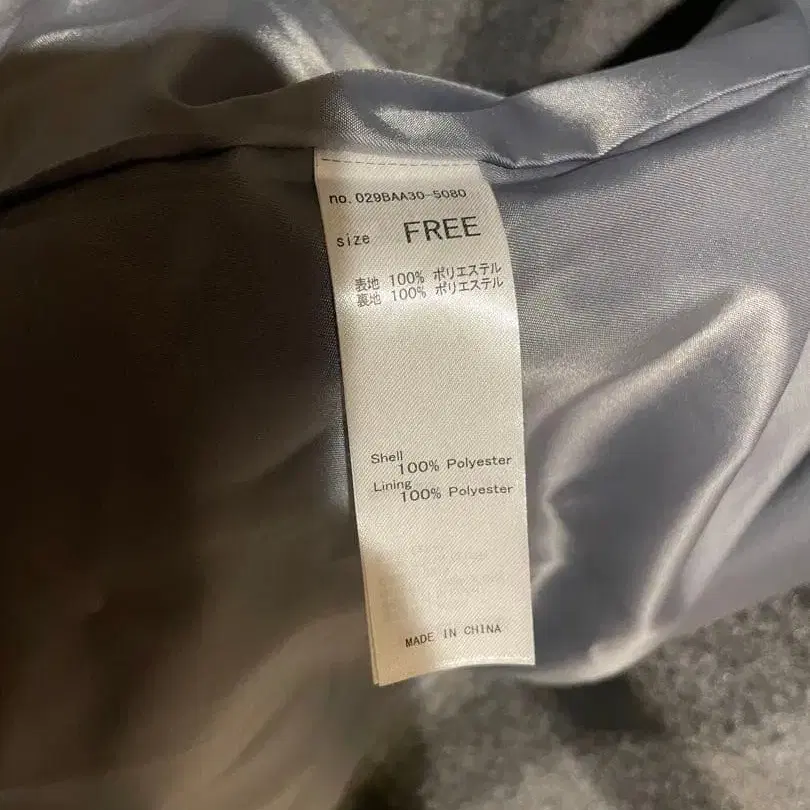 no.029BAA30-5080
size FREE
表地 100% ポリエステル
裏地 100% ポリエステル
Shell
100% Polyester
Lining
100% Polyester
MADE IN CHINA